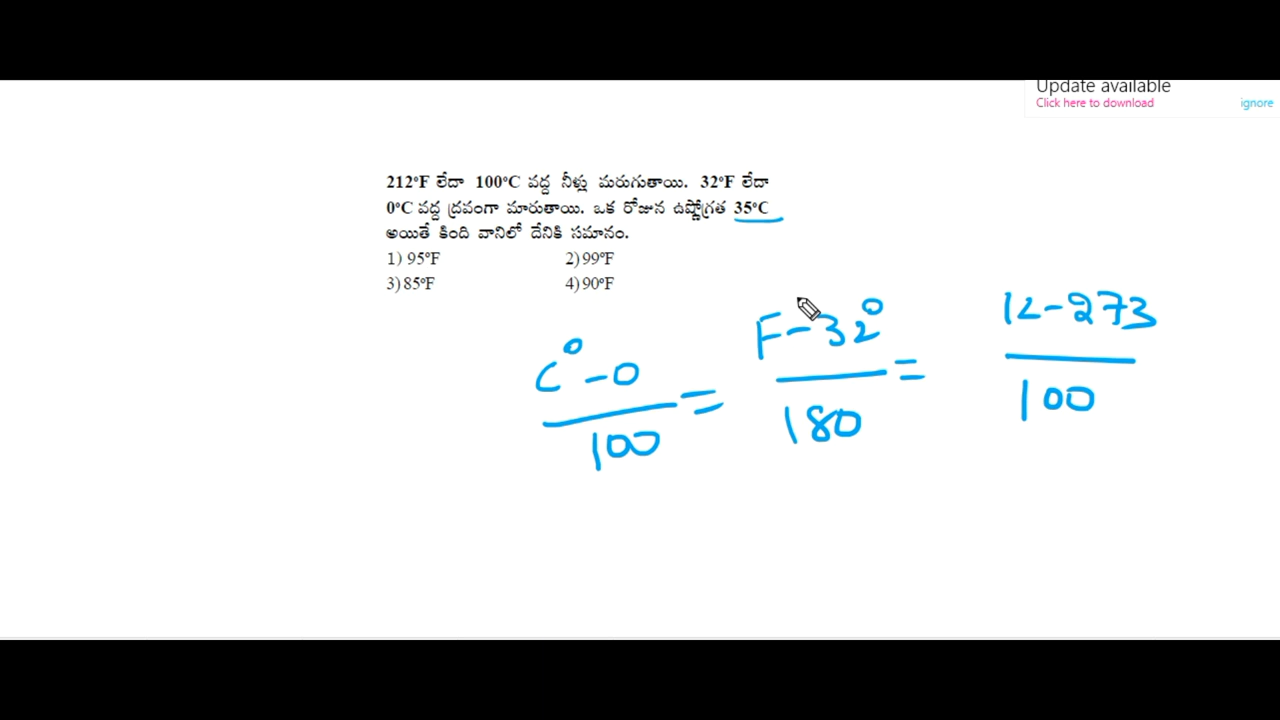 Update available
Click here to download ignore
212°F లేదా 100°C వద్ద నీళ్లు మరుగుతాయి. 32°F లేదా
0°C వద్ద ద్రవంగా మారుతాయి. ఒక రోజున ఉష్ణోగ్రత 35°C
అయితే కింది వానిలో దేనికి సమానం.
1) 95°F 2) 99°F
3) 85°F 4) 90°F
C° - 0 / 100 = F - 32° / 180 = K - 273 / 100